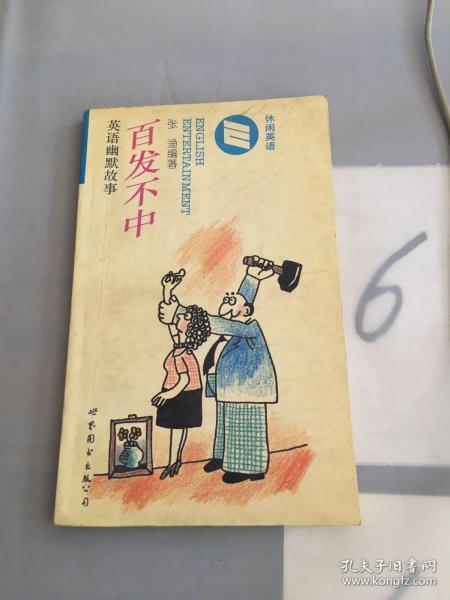 休闲英语
ENGLISH
ENTERTAINMENT
张 渔编著
百发不中
英语幽默故事
世界图书出版公司
6
孔夫子旧书网
www.kongfz.com